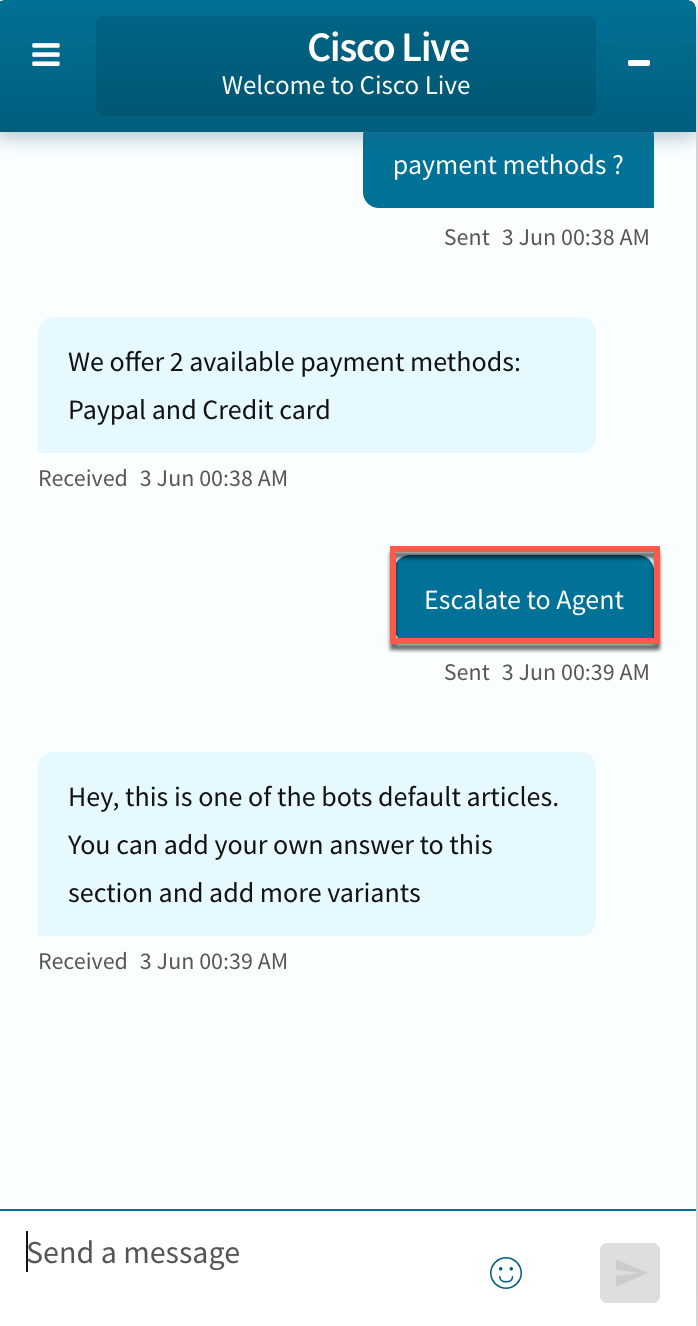 Cisco Live
Welcome to Cisco Live
payment methods ?
Sent 3 Jun 00:38 AM
We offer 2 available payment methods:
Paypal and Credit card
Received 3 Jun 00:38 AM
Escalate to Agent
Sent 3 Jun 00:39 AM
Hey, this is one of the bots default articles.
You can add your own answer to this
section and add more variants
Received 3 Jun 00:39 AM
Send a message